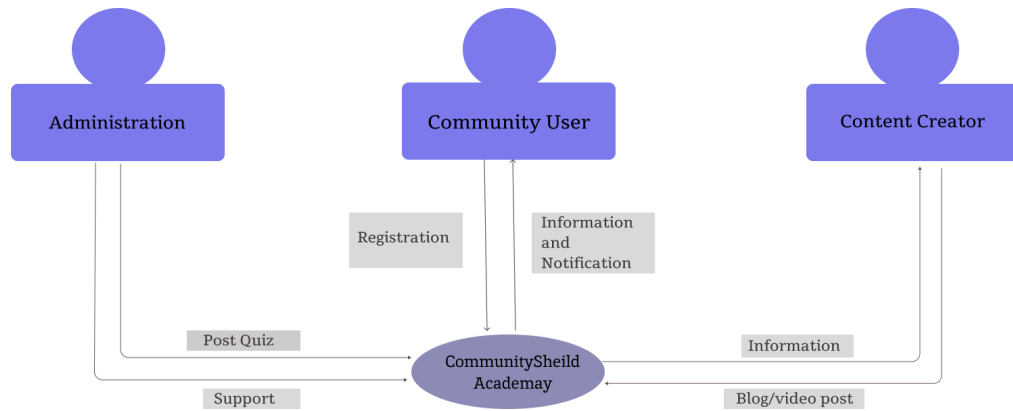 Administration
Community User
Content Creator
Registration
Information
and
Notification
Post Quiz
Support
CommunitySheild
Academay
Information
Blog/video post